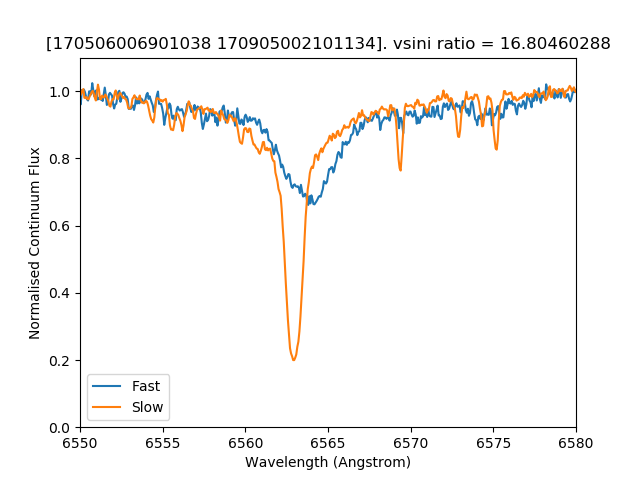 [170506006901038 170905002101134]. vsini ratio = 16.80460288
1.0
0.8
0.6
0.4
0.2
0.0
Normalised Continuum Flux
Fast
Slow
6550 6555 6560 6565 6570 6575 6580
Wavelength (Angstrom)